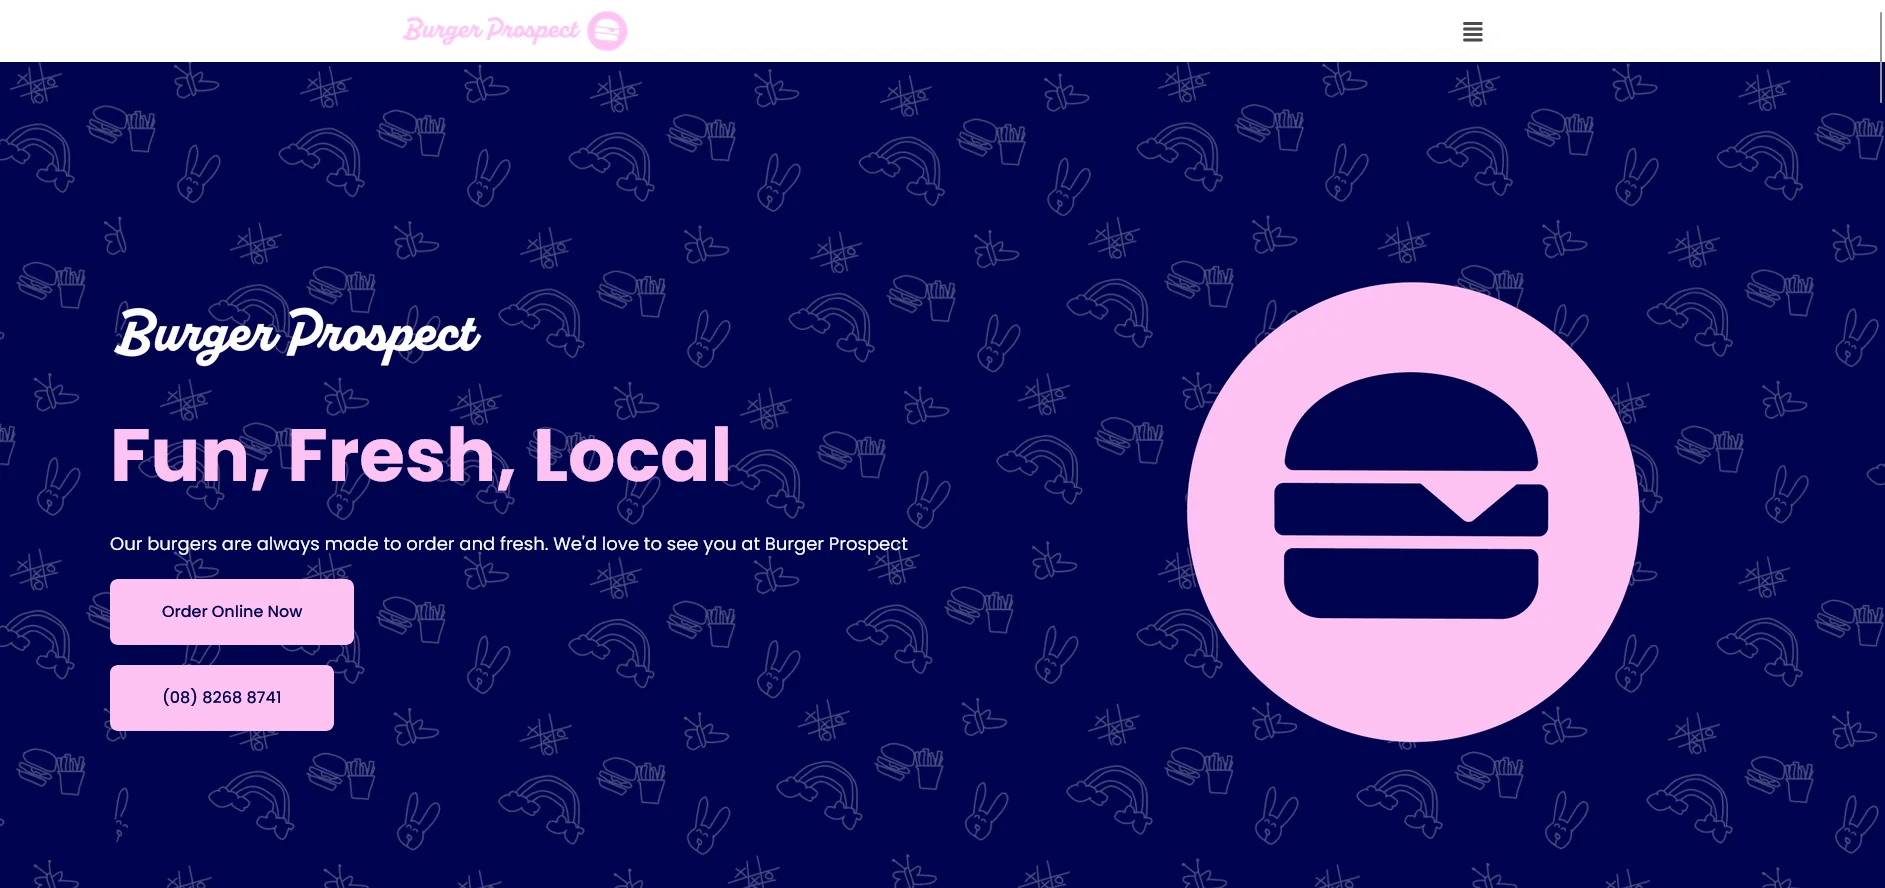 Burger Prospect
Burger Prospect
Fun, Fresh, Local
Our burgers are always made to order and fresh. We'd love to see you at Burger Prospect
Order Online Now
(08) 8268 8741